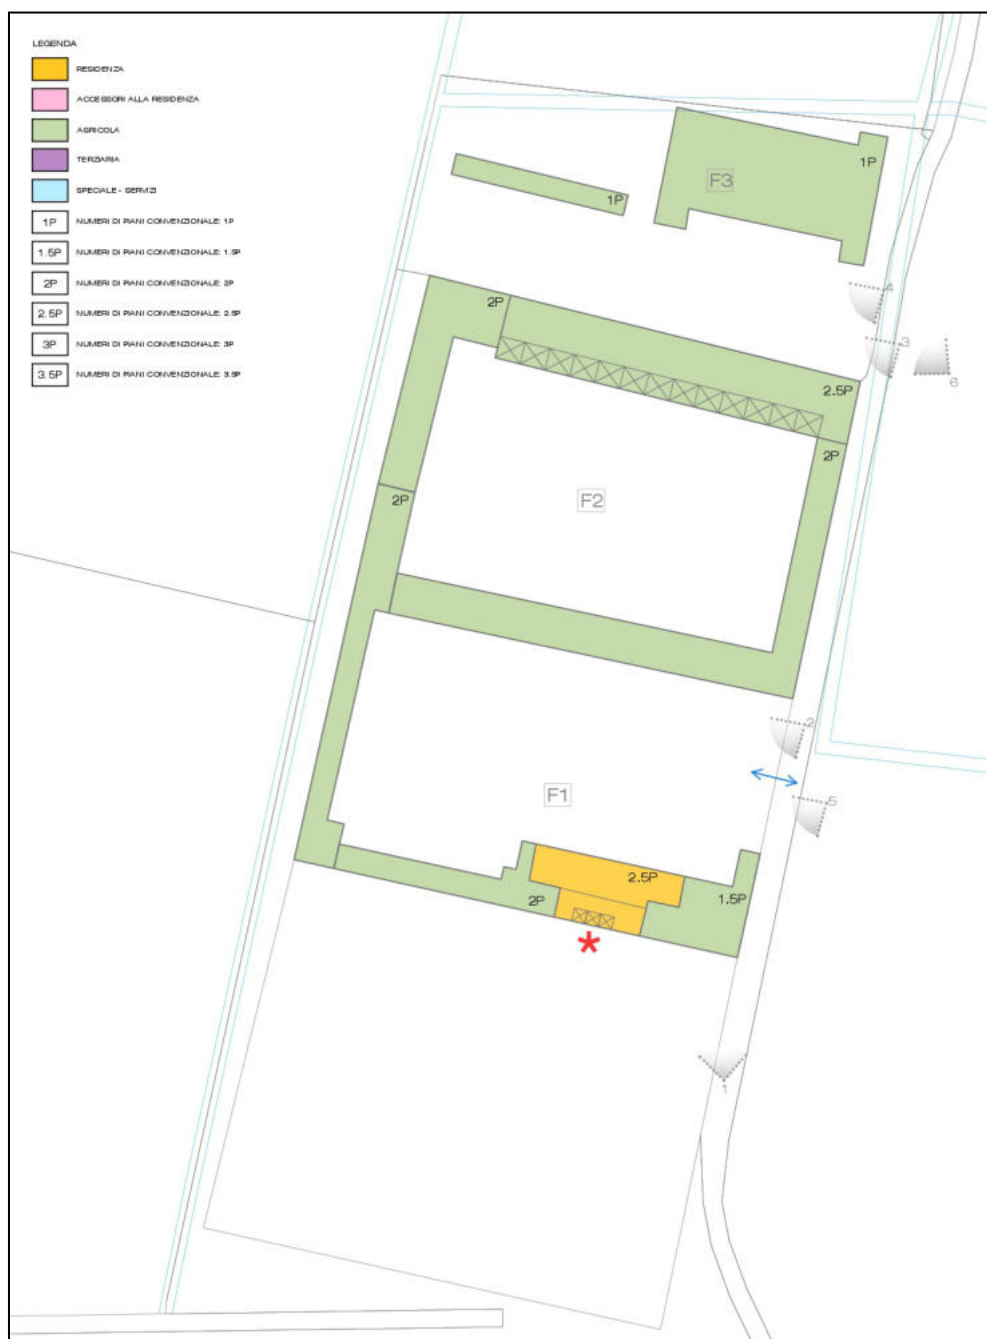 LEGENDA
RESIDENZA
ACCESSORI ALLA RESIDENZA
AGRICOLA
TERZIARIA
SPECIALE - SERVIZI
1P NUMERI DI PIANI CONVENZIONALE: 1P
1.5P NUMERI DI PIANI CONVENZIONALE: 1.5P
2P NUMERI DI PIANI CONVENZIONALE: 2P
2.5P NUMERI DI PIANI CONVENZIONALE: 2.5P
3P NUMERI DI PIANI CONVENZIONALE: 3P
3.5P NUMERI DI PIANI CONVENZIONALE: 3.5P
1P
F3
1P
4
2P
3
6
2.5P
2P
2P
F2
2
F1
5
2.5P
2P
1.5P
*
1